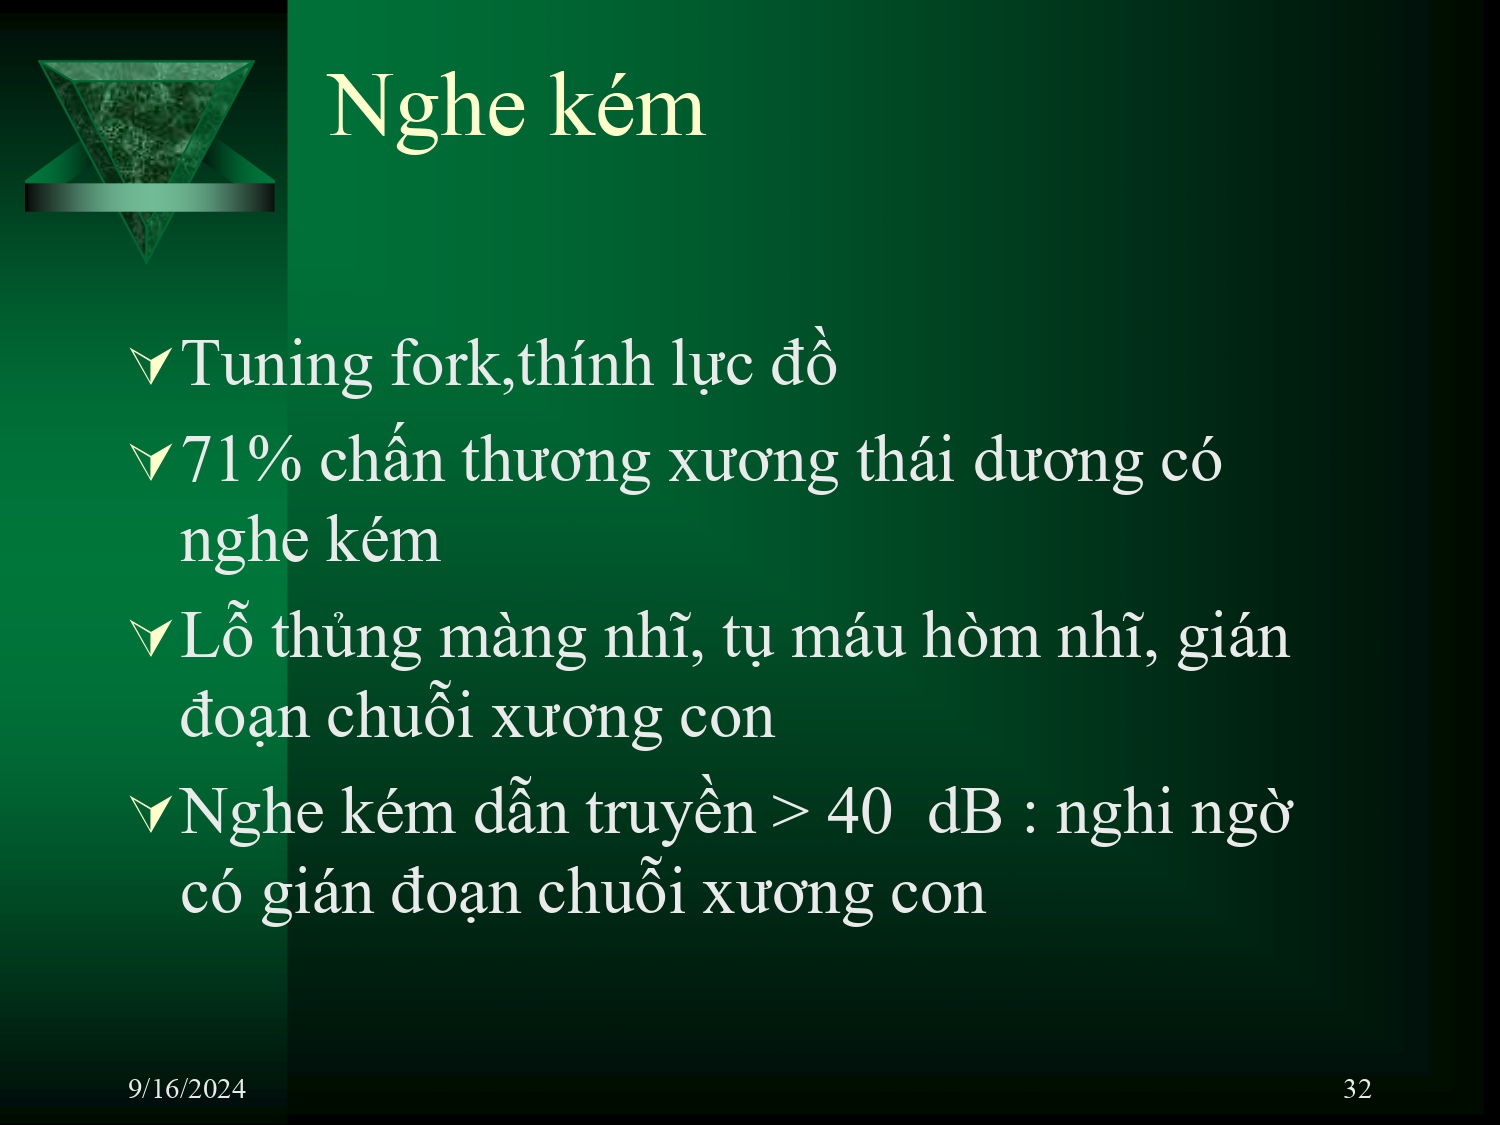 Nghe kém
Tuning fork,thính lực đồ
71% chấn thương xương thái dương có
nghe kém
Lỗ thủng màng nhĩ, tụ máu hòm nhĩ, gián
đoạn chuỗi xương con
Nghe kém dẫn truyền > 40  dB : nghi ngờ
có gián đoạn chuỗi xương con
9/16/2024
32